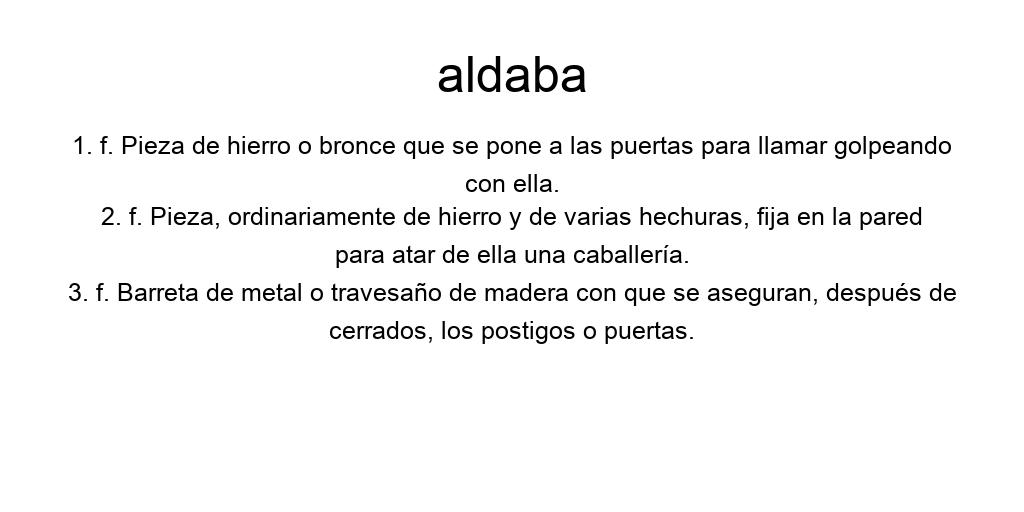 aldaba
1. f. Pieza de hierro o bronce que se pone a las puertas para llamar golpeando
con ella.
2. f. Pieza, ordinariamente de hierro y de varias hechuras, fija en la pared
para atar de ella una caballería.
3. f. Barreta de metal o travesaño de madera con que se aseguran, después de
cerrados, los postigos o puertas.